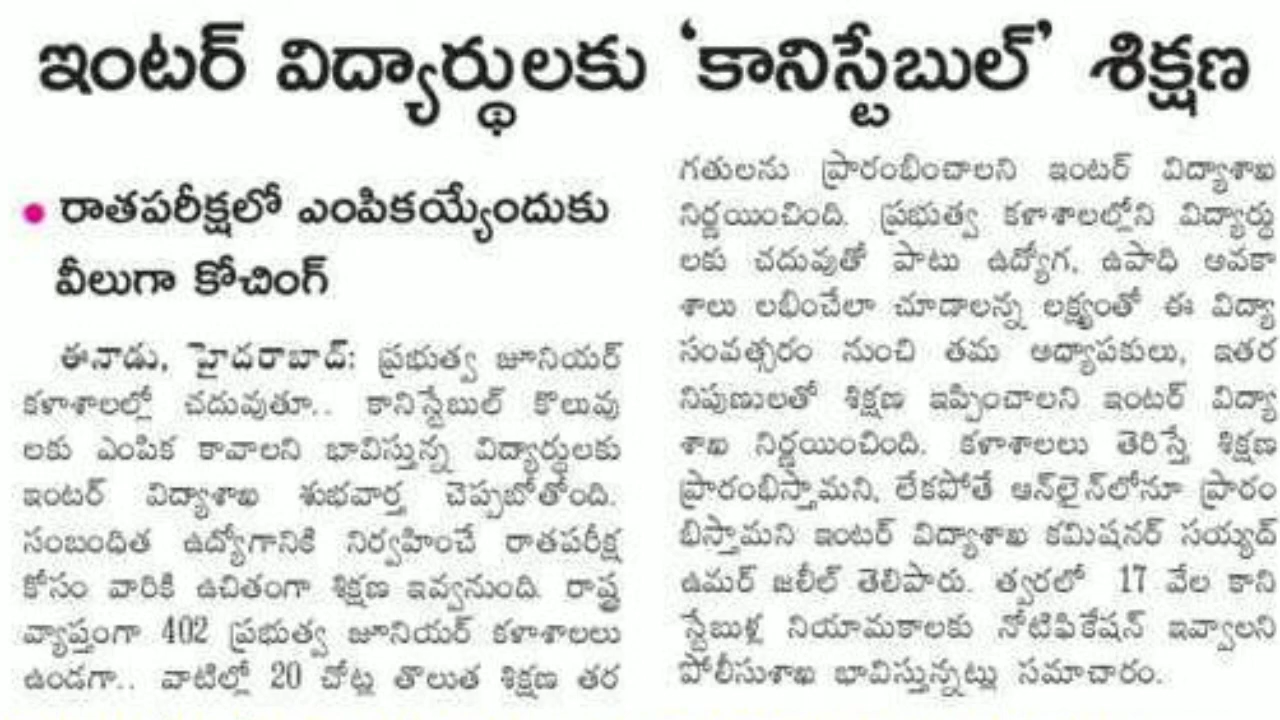 ఇంటర్ విద్యార్థులకు ‘కానిస్టేబుల్’ శిక్షణ
• రాతపరీక్షలో ఎంపికయ్యేందుకు
వీలుగా కోచింగ్
ఈనాడు, హైదరాబాద్: ప్రభుత్వ జూనియర్
కళాశాలల్లో చదువుతూ.. కానిస్టేబుల్ కొలువు
లకు ఎంపిక కావాలని భావిస్తున్న విద్యార్థులకు
ఇంటర్ విద్యాశాఖ శుభవార్త చెప్పబోతోంది.
సంబంధిత ఉద్యోగానికి నిర్వహించే రాతపరీక్ష
కోసం వారికి ఉచితంగా శిక్షణ ఇవ్వనుంది. రాష్ట్ర
వ్యాప్తంగా 402 ప్రభుత్వ జూనియర్ కళాశాలలు
ఉండగా.. వాటిల్లో 20 చోట్ల తొలుత శిక్షణ తర
గతులను ప్రారంభించాలని ఇంటర్ విద్యాశాఖ
నిర్ణయించింది. ప్రభుత్వ కళాశాలల్లోని విద్యార్థు
లకు చదువుతో పాటు ఉద్యోగ, ఉపాధి అవకా
శాలు లభించేలా చూడాలన్న లక్ష్యంతో ఈ విద్యా
సంవత్సరం నుంచి తమ అధ్యాపకులు, ఇతర
నిపుణులతో శిక్షణ ఇప్పించాలని ఇంటర్ విద్యా
శాఖ నిర్ణయించింది. కళాశాలలు తెరిస్తే శిక్షణ
ప్రారంభిస్తామని, లేకపోతే ఆన్‌లైన్‌లోనూ ప్రారం
భిస్తామని ఇంటర్ విద్యాశాఖ కమిషనర్ సయ్యద్
ఉమర్ జలీల్ తెలిపారు. త్వరలో 17 వేల కాని
స్టేబుళ్ల నియామకాలకు నోటిఫికేషన్ ఇవ్వాలని
పోలీసుశాఖ భావిస్తున్నట్లు సమాచారం.